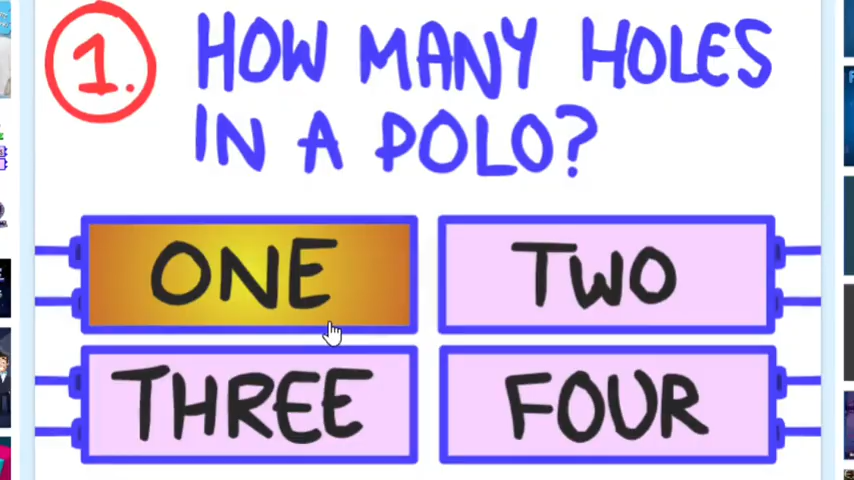 1. HOW MANY HOLES
IN A POLO?
ONE
TWO
THREE
FOUR